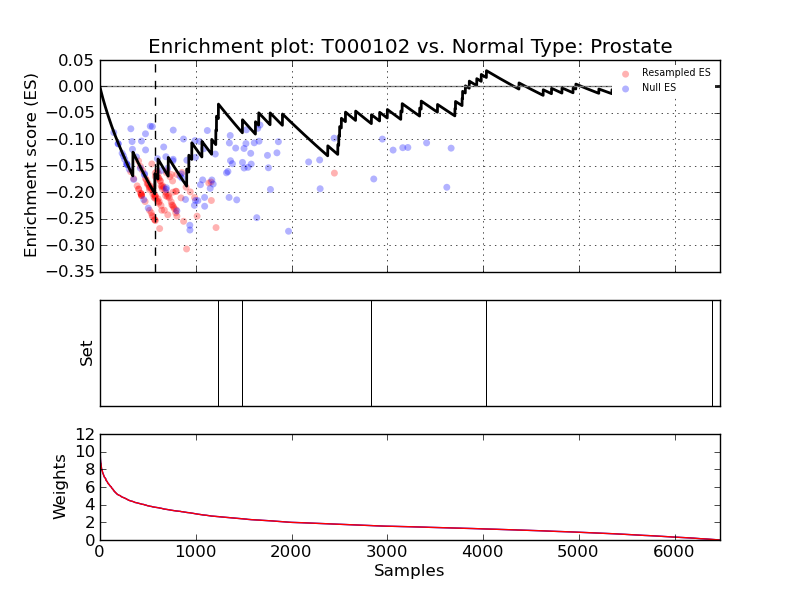 Enrichment plot: T000102 vs. Normal Type: Prostate
Enrichment score (ES)
0.05
0.00
−0.05
−0.10
−0.15
−0.20
−0.25
−0.30
−0.35
Resampled ES
Null ES
Set
Weights
12
10
8
6
4
2
0
0 1000 2000 3000 4000 5000 6000
Samples